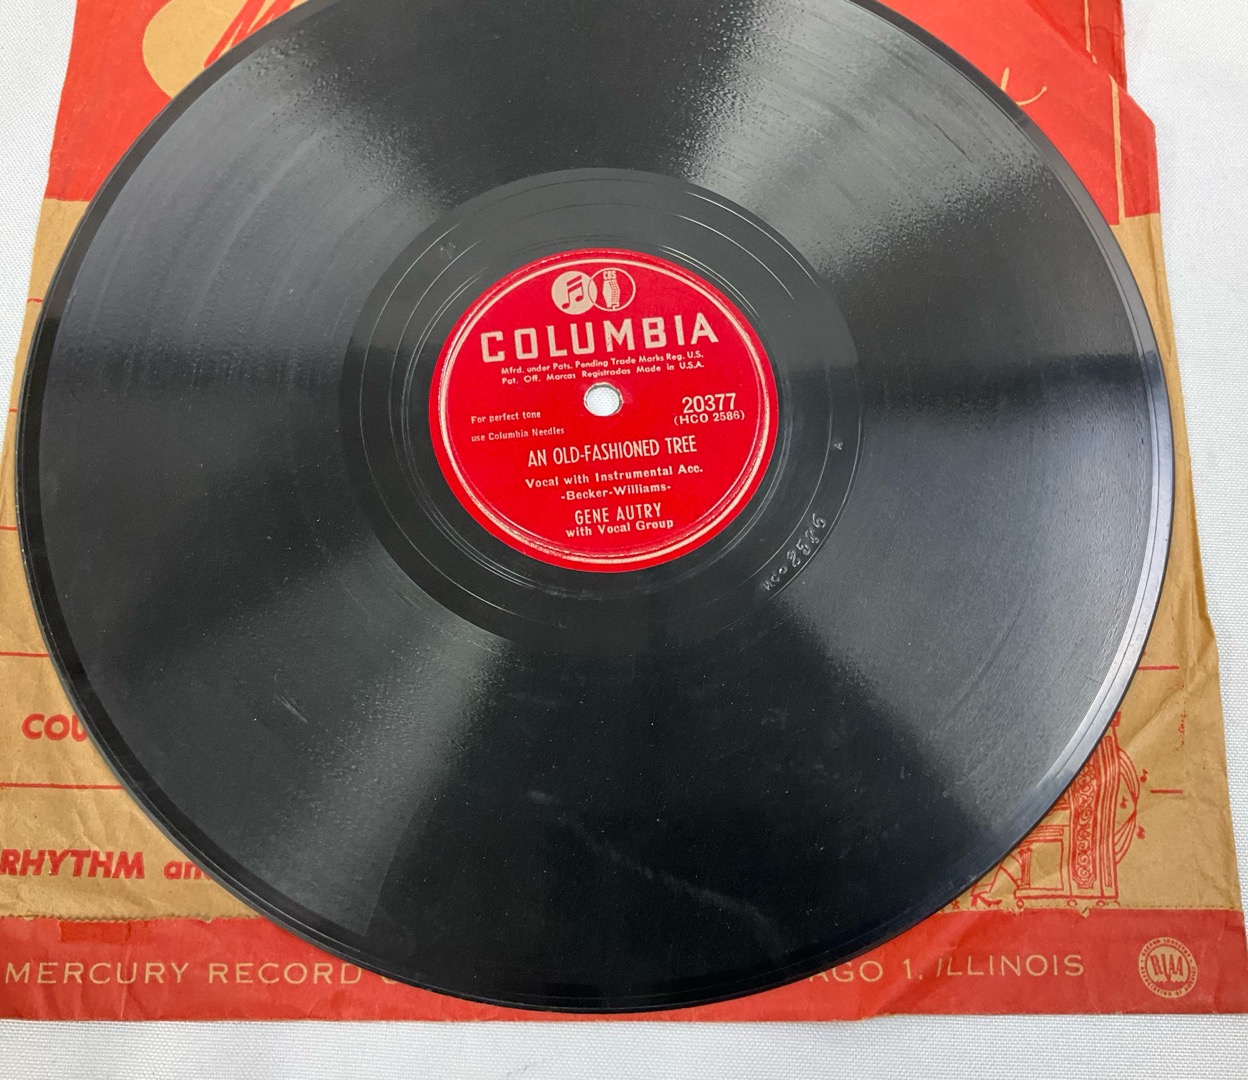 CBS
COLUMBIA
Mfrd. under Pats. Pending Trade Marks Reg. U.S.
Pat. Off. Marcas Registradas Made in U.S.A.
For perfect tone
use Columbia Needles
20377
(HCO 2586)
AN OLD-FASHIONED TREE
Vocal with Instrumental Acc.
-Becker-Williams-
GENE AUTRY
with Vocal Group
A
HCO 2586
COU
RHYTHM an
MERCURY RECORD
AGO 1, ILLINOIS
RIAA